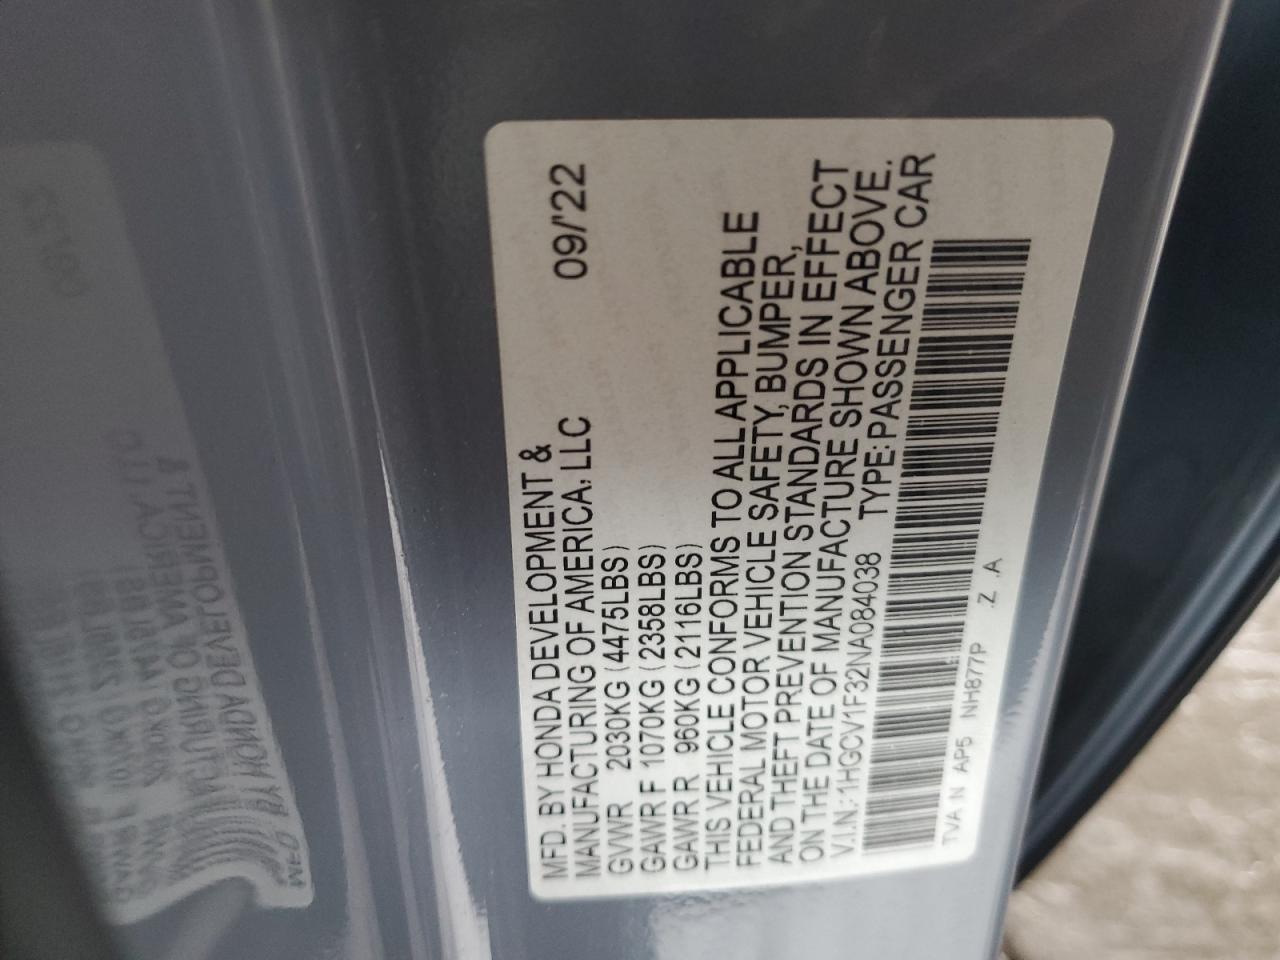 MFD. BY HONDA DEVELOPMENT &
MANUFACTURING OF AMERICA, LLC 09/'22
GVWR 2030KG (4475LBS)
GAWR F 1070KG (2358LBS)
GAWR R 960KG (2116LBS)
THIS VEHICLE CONFORMS TO ALL APPLICABLE
FEDERAL MOTOR VEHICLE SAFETY, BUMPER,
AND THEFT PREVENTION STANDARDS IN EFFECT
ON THE DATE OF MANUFACTURE SHOWN ABOVE.
V.I.N.:1HGCV1F32NA084038 TYPE:PASSENGER CAR
TVA N AP5 NH877P Z .A